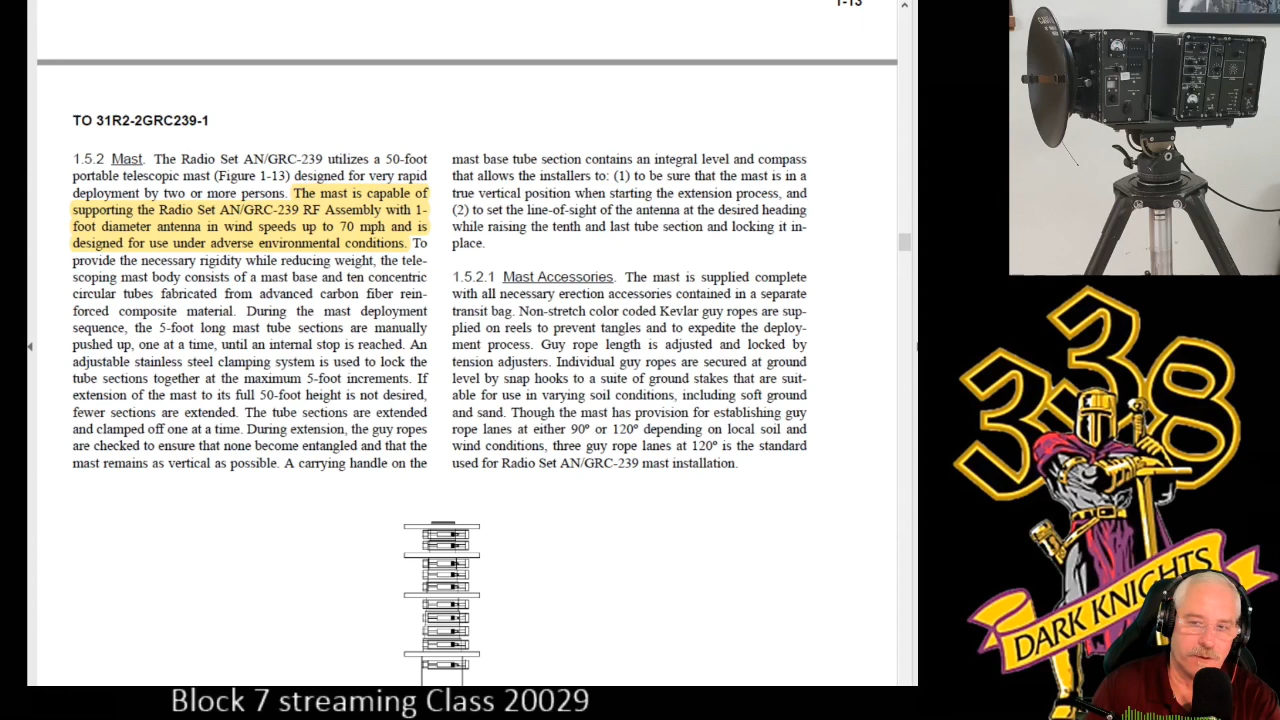 1-13
TO 31R2-2GRC239-1
1.5.2 Mast. The Radio Set AN/GRC-239 utilizes a 50-foot
portable telescopic mast (Figure 1-13) designed for very rapid
deployment by two or more persons. The mast is capable of
supporting the Radio Set AN/GRC-239 RF Assembly with 1-
foot diameter antenna in wind speeds up to 70 mph and is
designed for use under adverse environmental conditions. To
provide the necessary rigidity while reducing weight, the tele-
scoping mast body consists of a mast base and ten concentric
circular tubes fabricated from advanced carbon fiber rein-
forced composite material. During the mast deployment
sequence, the 5-foot long mast tube sections are manually
pushed up, one at a time, until an internal stop is reached. An
adjustable stainless steel clamping system is used to lock the
tube sections together at the maximum 5-foot increments. If
extension of the mast to its full 50-foot height is not desired,
fewer sections are extended. The tube sections are extended
and clamped off one at a time. During extension, the guy ropes
are checked to ensure that none become entangled and that the
mast remains as vertical as possible. A carrying handle on the
mast base tube section contains an integral level and compass
that allows the installers to: (1) to be sure that the mast is in a
true vertical position when starting the extension process, and
(2) to set the line-of-sight of the antenna at the desired heading
while raising the tenth and last tube section and locking it in-
place.
1.5.2.1 Mast Accessories. The mast is supplied complete
with all necessary erection accessories contained in a separate
transit bag. Non-stretch color coded Kevlar guy ropes are sup-
plied on reels to prevent tangles and to expedite the deploy-
ment process. Guy rope length is adjusted and locked by
tension adjusters. Individual guy ropes are secured at ground
level by snap hooks to a suite of ground stakes that are suit-
able for use in varying soil conditions, including soft ground
and sand. Though the mast has provision for establishing guy
rope lanes at either 90º or 120º depending on local soil and
wind conditions, three guy rope lanes at 120º is the standard
used for Radio Set AN/GRC-239 mast installation.
338
DARK KNIGHTS
Block 7 streaming Class 20029